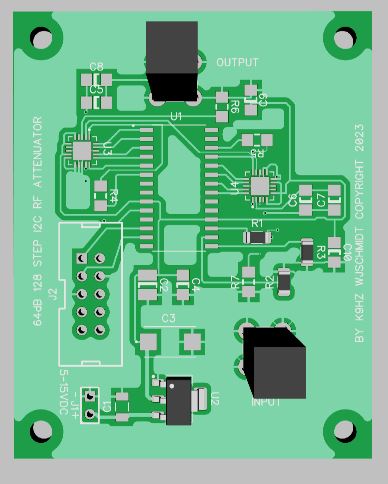 OUTPUT
C8
C5
U1
R6
C9
U3
R5
U4
R4
C6
C7
R1
R3
C10
R7
R2
C2
C4
J2
C3
5-15VDC
- J1+
C1
U2
INPUT
64dB 128 STEP I2C RF ATTENUATOR
BY K9HZ WJSCHMIDT COPYRIGHT 2023